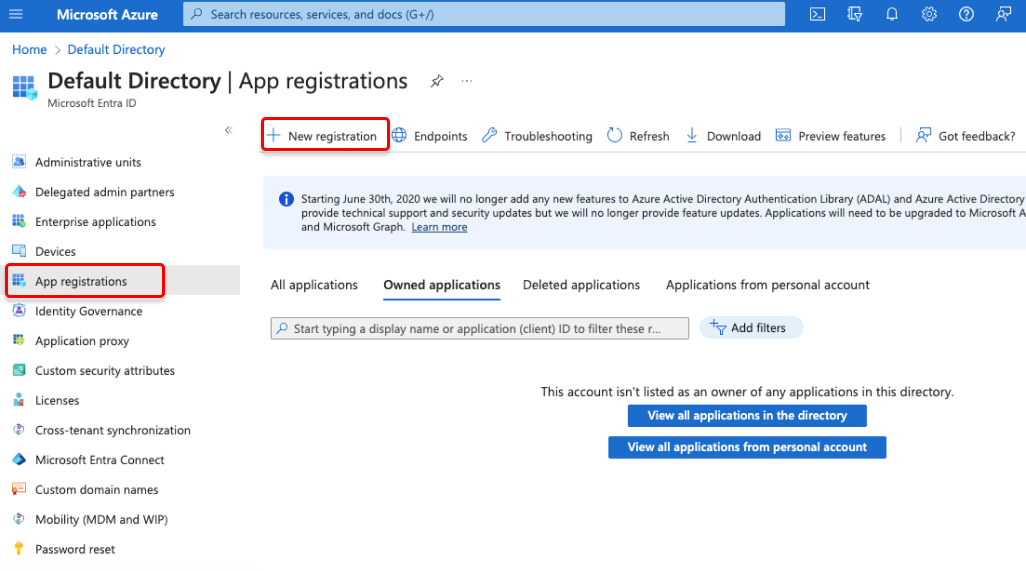 Microsoft Azure
Search resources, services, and docs (G+/)
Home > Default Directory
Default Directory | App registrations
Microsoft Entra ID
New registration
Endpoints
Troubleshooting
Refresh
Download
Preview features
Got feedback?
Administrative units
Delegated admin partners
Enterprise applications
Devices
App registrations
Identity Governance
Application proxy
Custom security attributes
Licenses
Cross-tenant synchronization
Microsoft Entra Connect
Custom domain names
Mobility (MDM and WIP)
Password reset
Starting June 30th, 2020 we will no longer add any new features to Azure Active Directory Authentication Library (ADAL) and Azure Active Directory
provide technical support and security updates but we will no longer provide feature updates. Applications will need to be upgraded to Microsoft A
and Microsoft Graph. Learn more
All applications
Owned applications
Deleted applications
Applications from personal account
Start typing a display name or application (client) ID to filter these r...
Add filters
This account isn't listed as an owner of any applications in this directory.
View all applications in the directory
View all applications from personal account